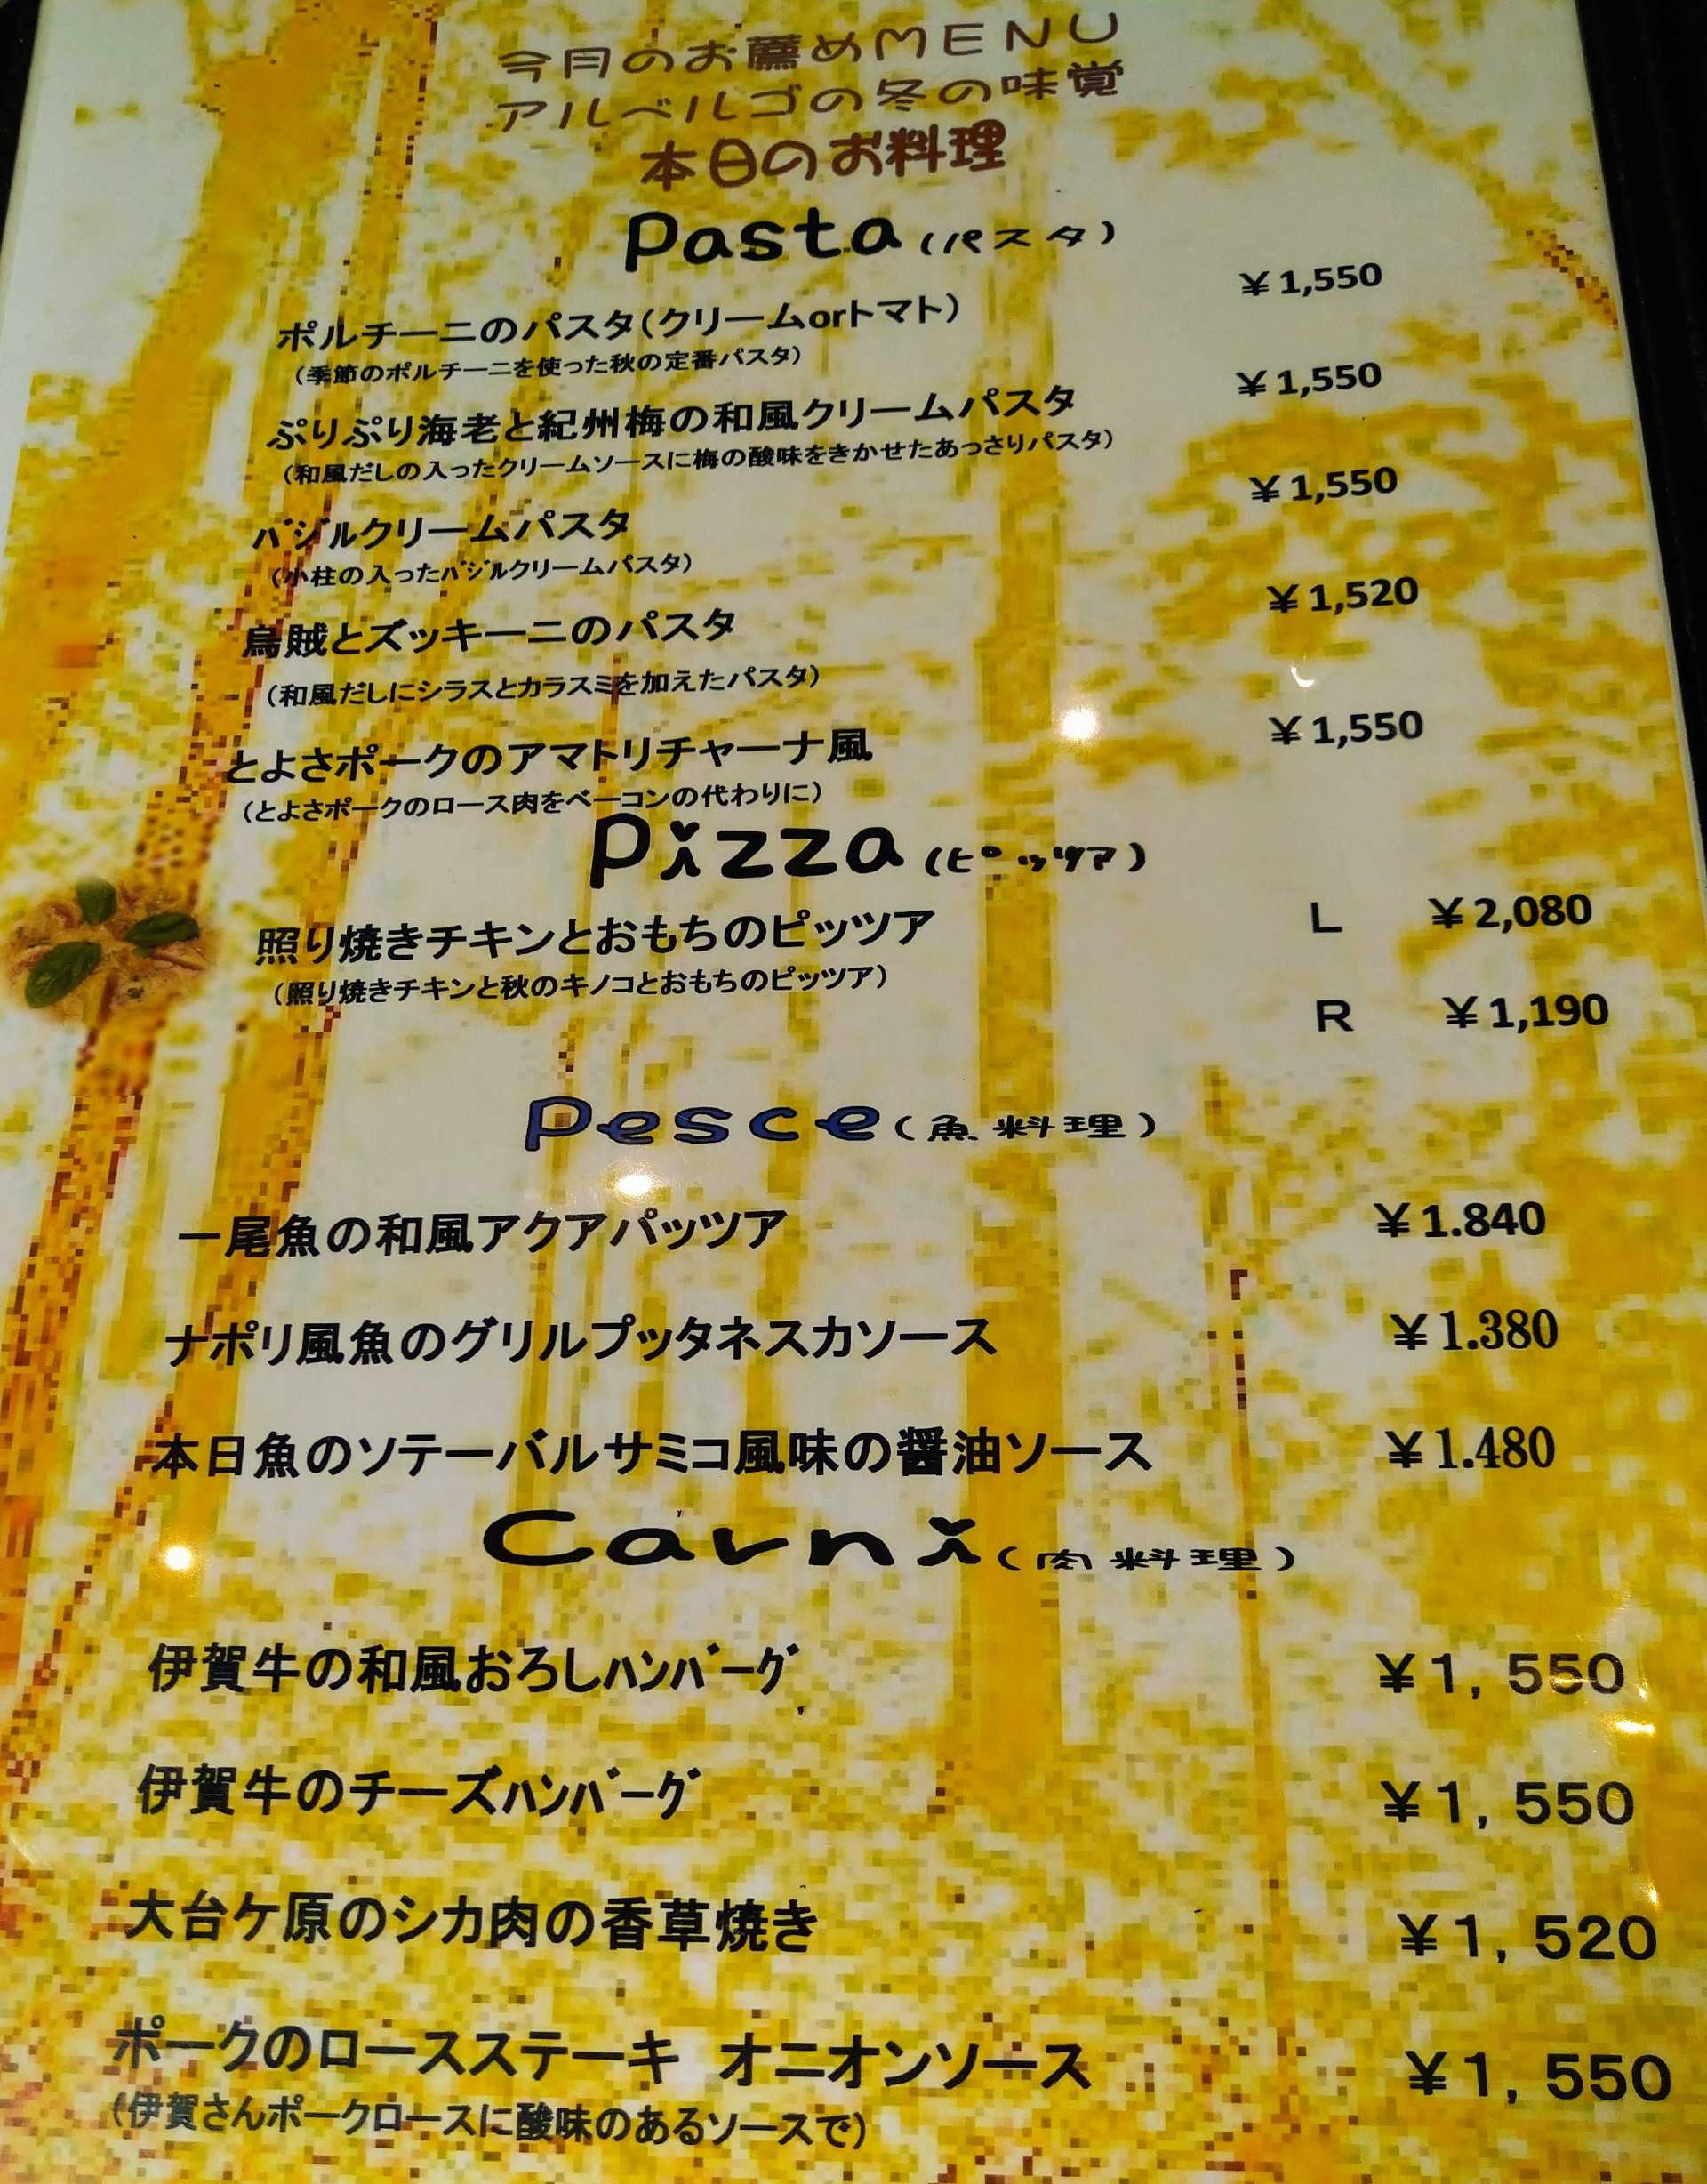 今月のお薦めMENU
アルベルゴの冬の味覚
本日のお料理
Pasta(パスタ)
ポルチーニのパスタ(クリームorトマト) ¥1,550
(季節のポルチーニを使った秋の定番パスタ)
ぷりぷり海老と紀州梅の和風クリームパスタ ¥1,550
(和風だしの入ったクリームソースに梅の酸味をきかせたあっさりパスタ)
バジルクリームパスタ ¥1,550
(小柱の入ったバジルクリームパスタ)
烏賊とズッキーニのパスタ ¥1,520
(和風だしにシラスとカラスミを加えたパスタ)
とよさポークのアマトリチャーナ風 ¥1,550
(とよさポークのロース肉をベーコンの代わりに)
Pizza(ピッツア)
照り焼きチキンとおもちのピッツア L ¥2,080
(照り焼きチキンと秋のキノコとおもちのピッツア)
R ¥1,190
Pesce(魚料理)
一尾魚の和風アクアパッツア ¥1.840
ナポリ風魚のグリルプッタネスカソース ¥1.380
本日魚のソテーバルサミコ風味の醤油ソース ¥1.480
Carni(肉料理)
伊賀牛の和風おろしハンバーグ ¥1,550
伊賀牛のチーズハンバーグ ¥1,550
大台ケ原のシカ肉の香草焼き ¥1,520
ポークのロースステーキ オニオンソース ¥1,550
(伊賀さんポークロースに酸味のあるソースで)